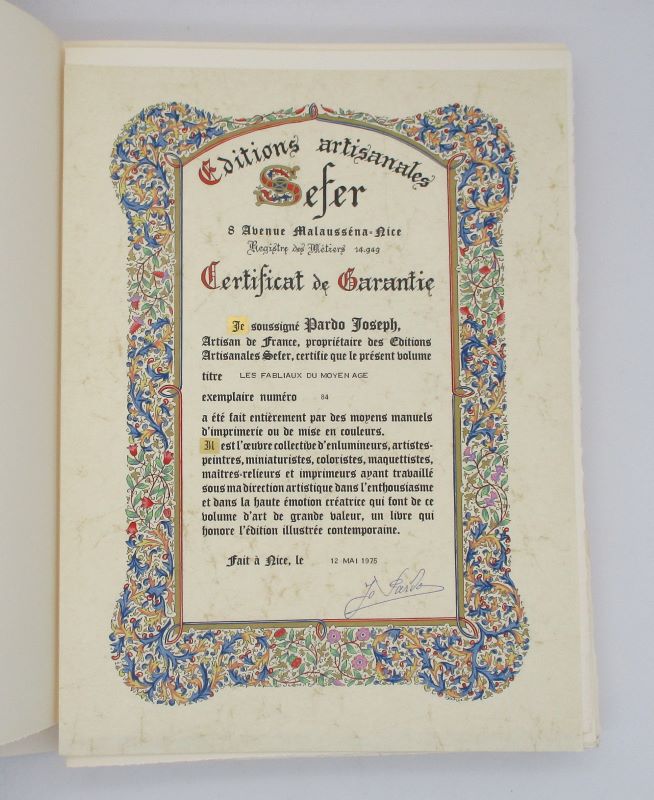 Editions artisanales
Sefer
8 Avenue Malausséna-Nice
Registre des Métiers 14.949
Certificat de Garantie
Je soussigné Pardo Joseph,
Artisan de France, propriétaire des Editions
Artisanales Sefer, certifie que le présent volume
titre LES FABLIAUX DU MOYEN AGE
exemplaire numéro 84
a été fait entièrement par des moyens manuels
d'imprimerie ou de mise en couleurs.
Il est l'œuvre collective d'enlumineurs, artistes-
peintres, miniaturistes, coloristes, maquettistes,
maîtres-relieurs et imprimeurs ayant travaillé
sous ma direction artistique dans l'enthousiasme
et dans la haute émotion créatrice qui font de ce
volume d'art de grande valeur, un livre qui
honore l'édition illustrée contemporaine.
Fait à Nice, le 12 MAI 1975
Jo Pardo